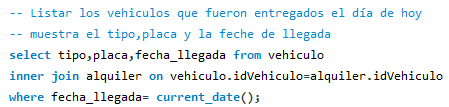 -- Listar los vehiculos que fueron entregados el día de hoy
-- muestra el tipo,placa y la feche de llegada
select tipo,placa,fecha_llegada from vehiculo
inner join alquiler on vehiculo.idVehiculo=alquiler.idVehiculo
where fecha_llegada= current_date();